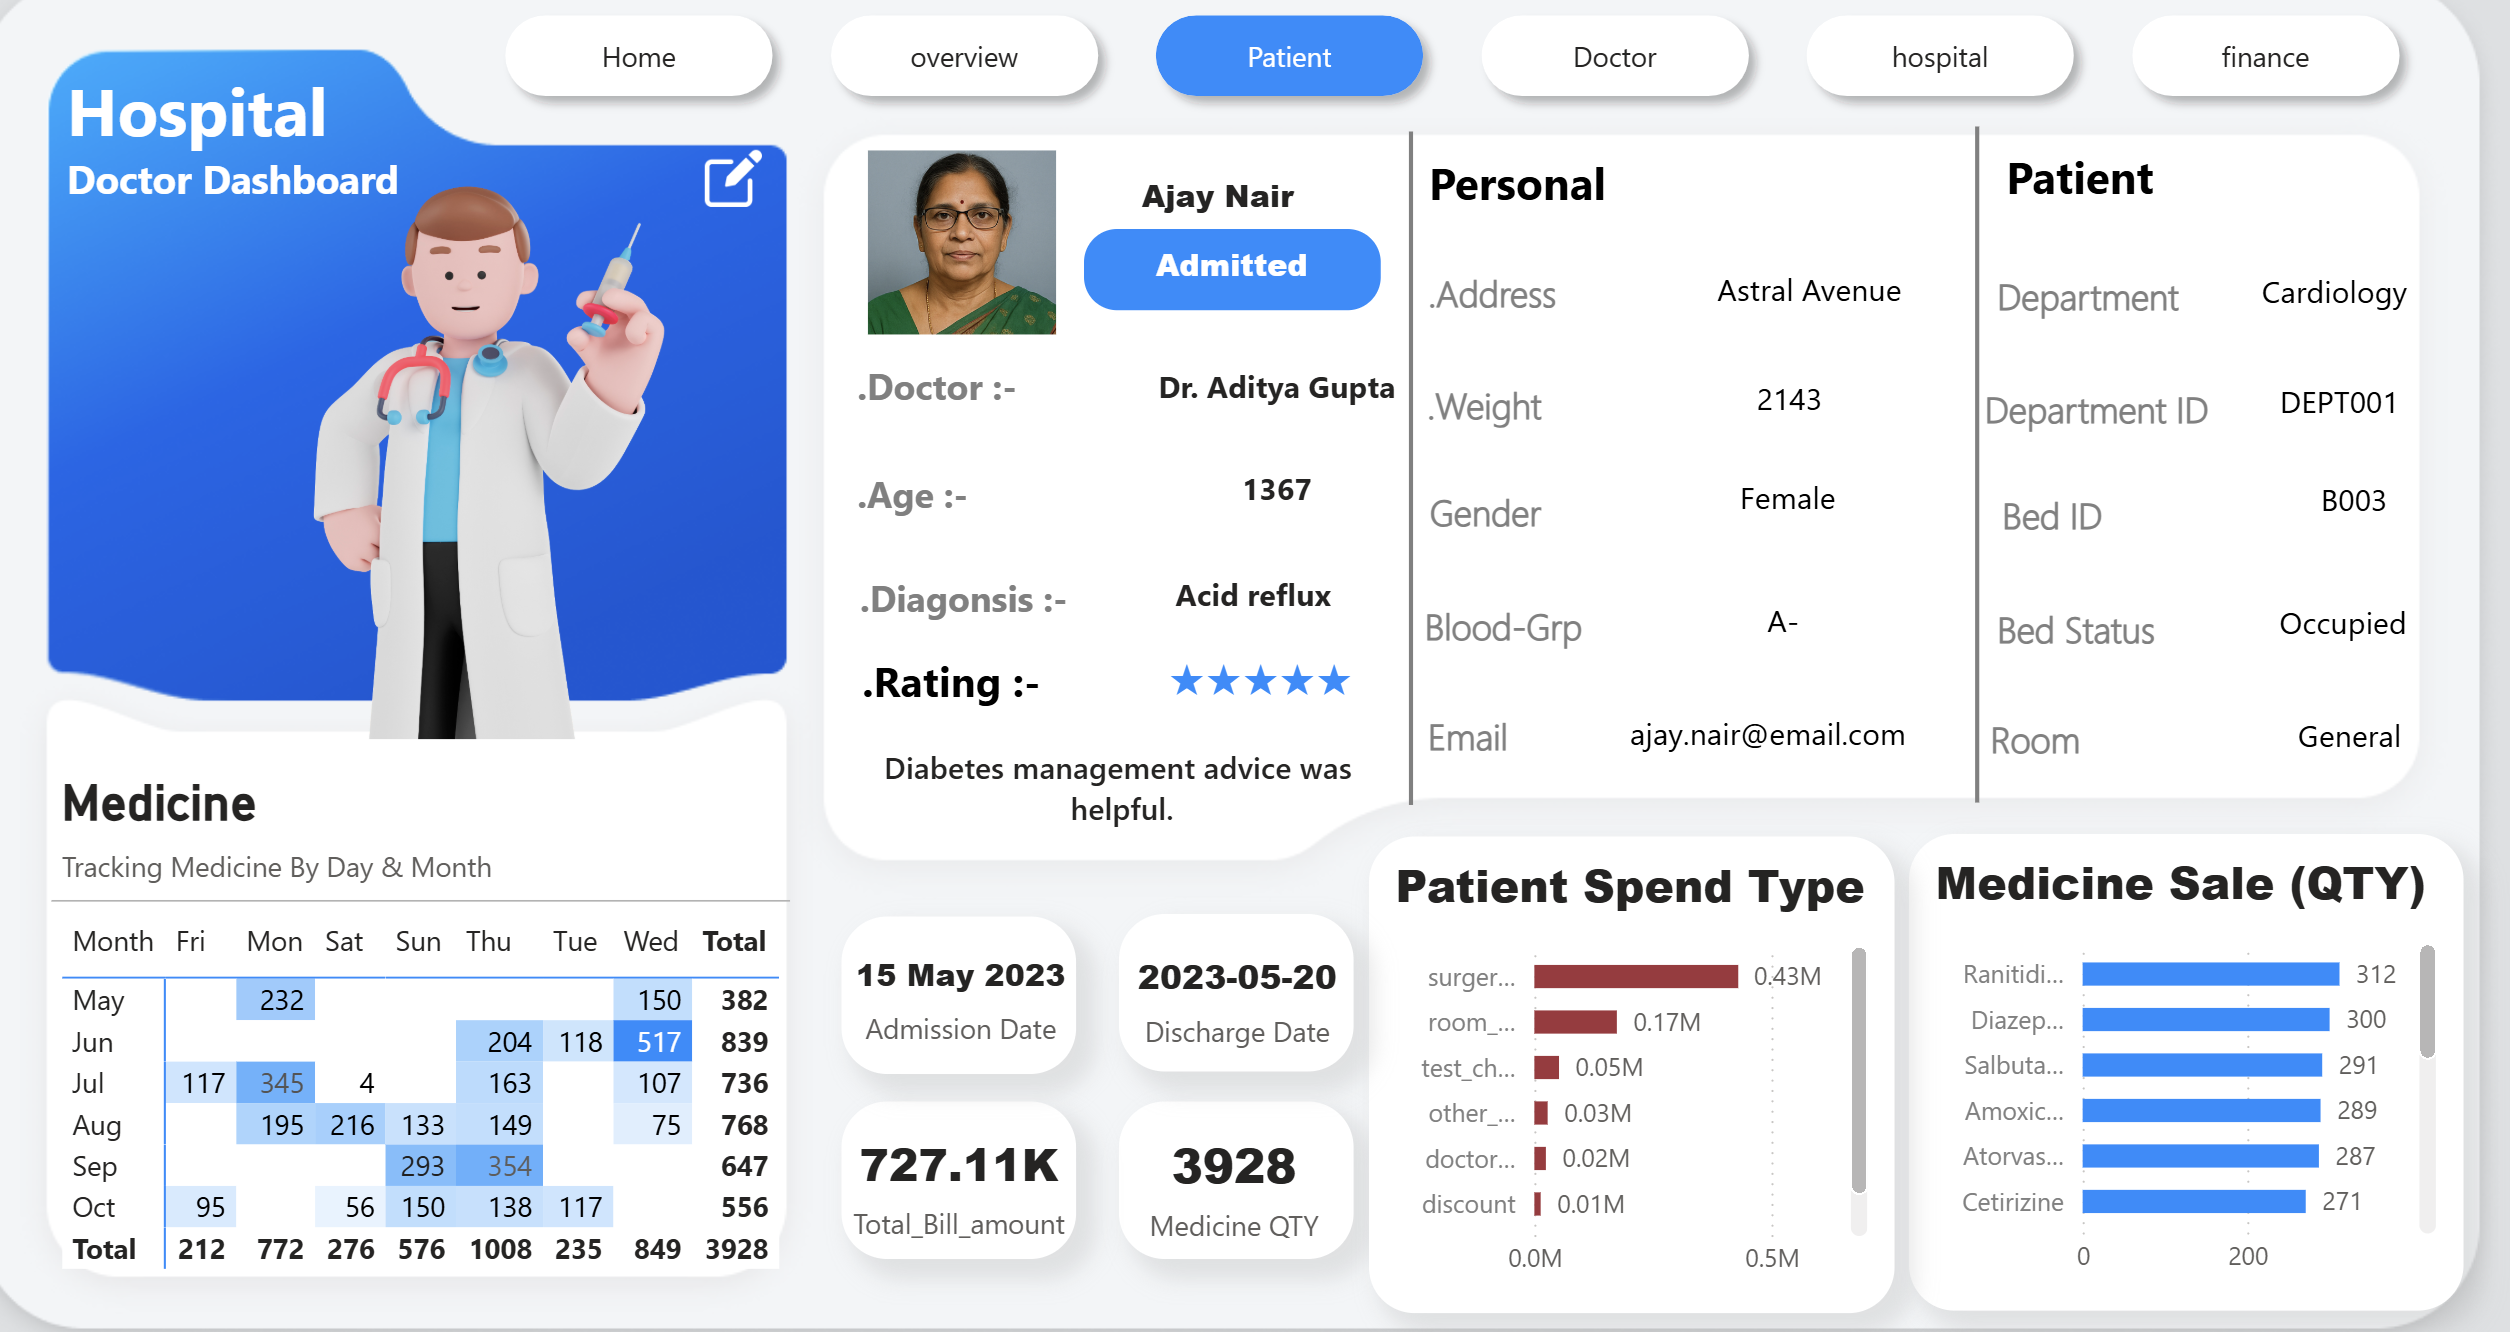 Home
overview
Patient
Doctor
hospital
finance
Hospital
Doctor Dashboard
Ajay Nair
Admitted
.Doctor :- Dr. Aditya Gupta
.Age :- 1367
.Diagonsis :- Acid reflux
.Rating :- ★★★★★
Diabetes management advice was
helpful.
Personal
.Address Astral Avenue
.Weight 2143
Gender Female
Blood-Grp A-
Email ajay.nair@email.com
Patient
Department Cardiology
Department ID DEPT001
Bed ID B003
Bed Status Occupied
Room General
Medicine
Tracking Medicine By Day & Month
Month Fri Mon Sat Sun Thu Tue Wed Total
May 232 150 382
Jun 204 118 517 839
Jul 117 345 4 163 107 736
Aug 195 216 133 149 75 768
Sep 293 354 647
Oct 95 56 150 138 117 556
Total 212 772 276 576 1008 235 849 3928
15 May 2023
Admission Date
2023-05-20
Discharge Date
727.11K
Total_Bill_amount
3928
Medicine QTY
Patient Spend Type
surger... 0.43M
room_... 0.17M
test_ch... 0.05M
other_... 0.03M
doctor... 0.02M
discount 0.01M
0.0M 0.5M
Medicine Sale (QTY)
Ranitidi... 312
Diazep... 300
Salbuta... 291
Amoxic... 289
Atorvas... 287
Cetirizine 271
0 200